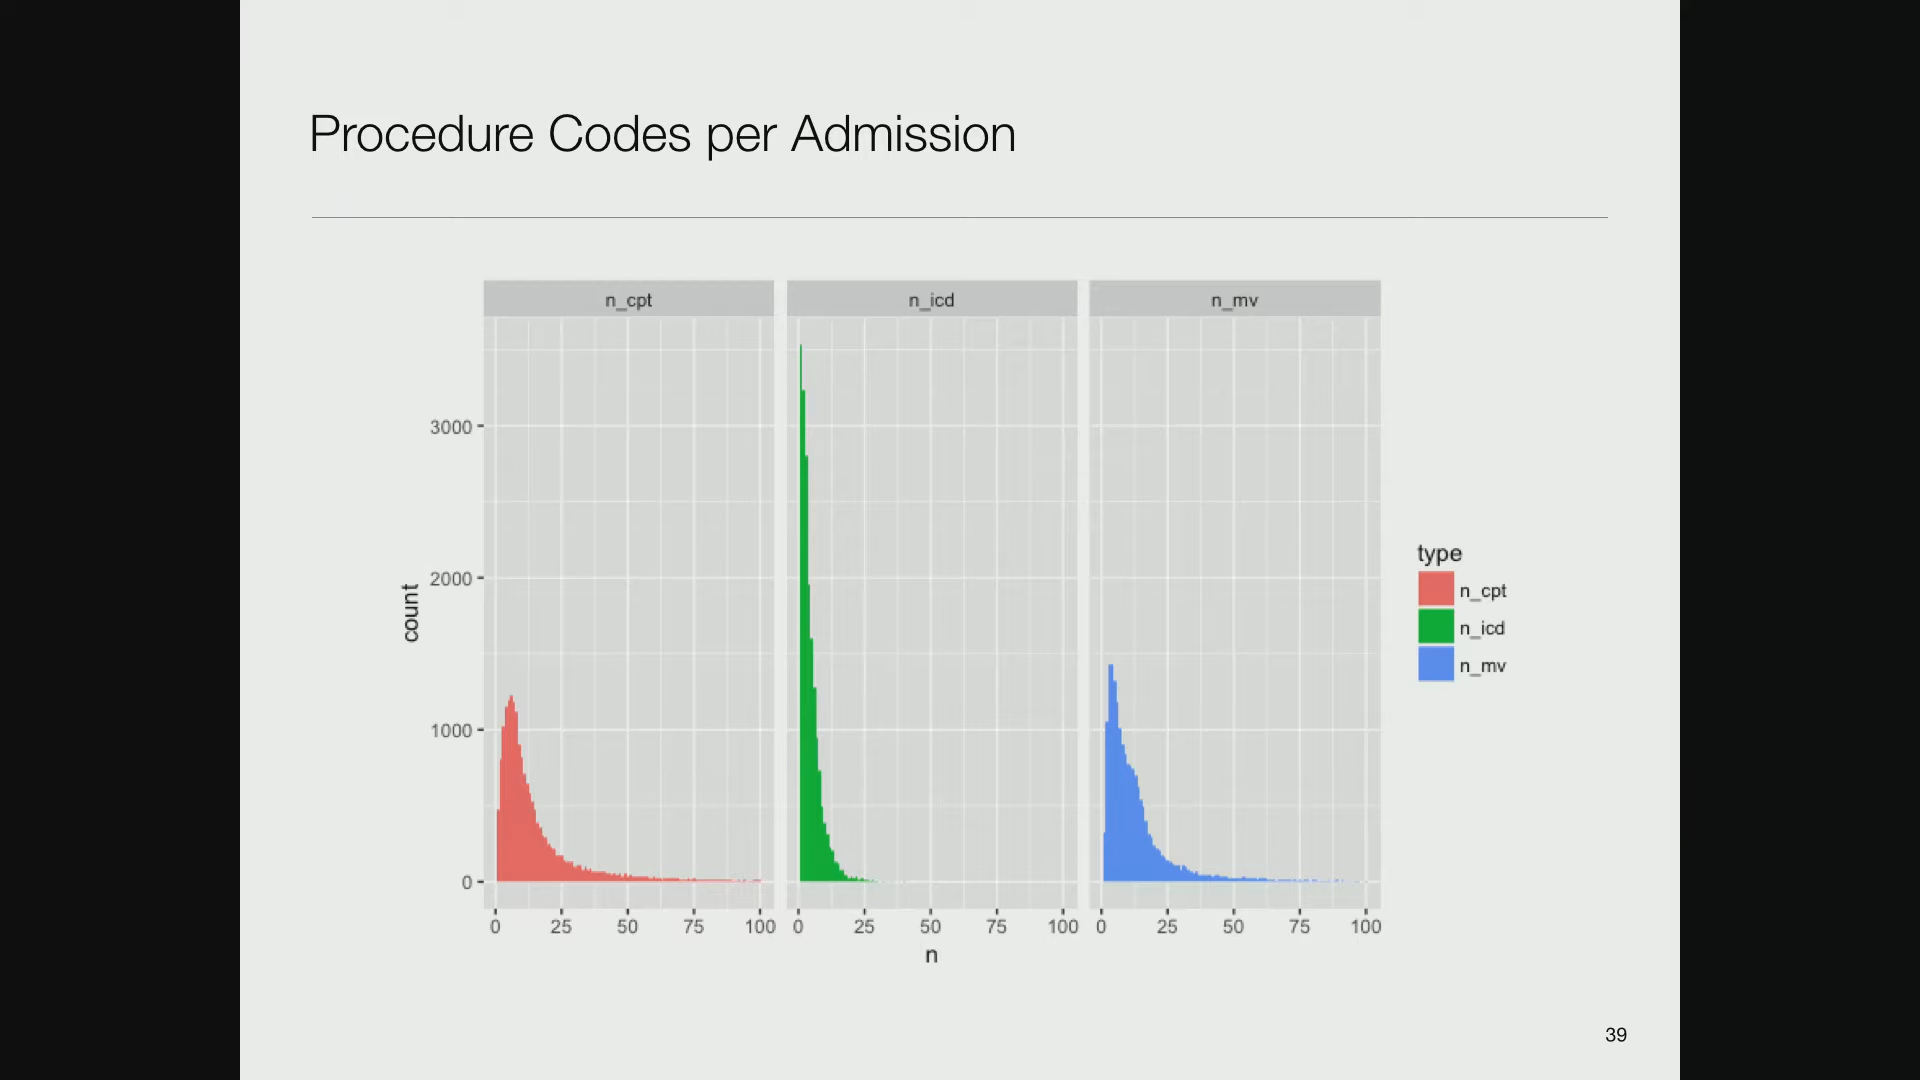 Procedure Codes per Admission
n_cpt n_icd n_mv
3000
2000
1000
0
count
0 25 50 75 100 0 25 50 75 100 0 25 50 75 100
n
type
n_cpt
n_icd
n_mv
39